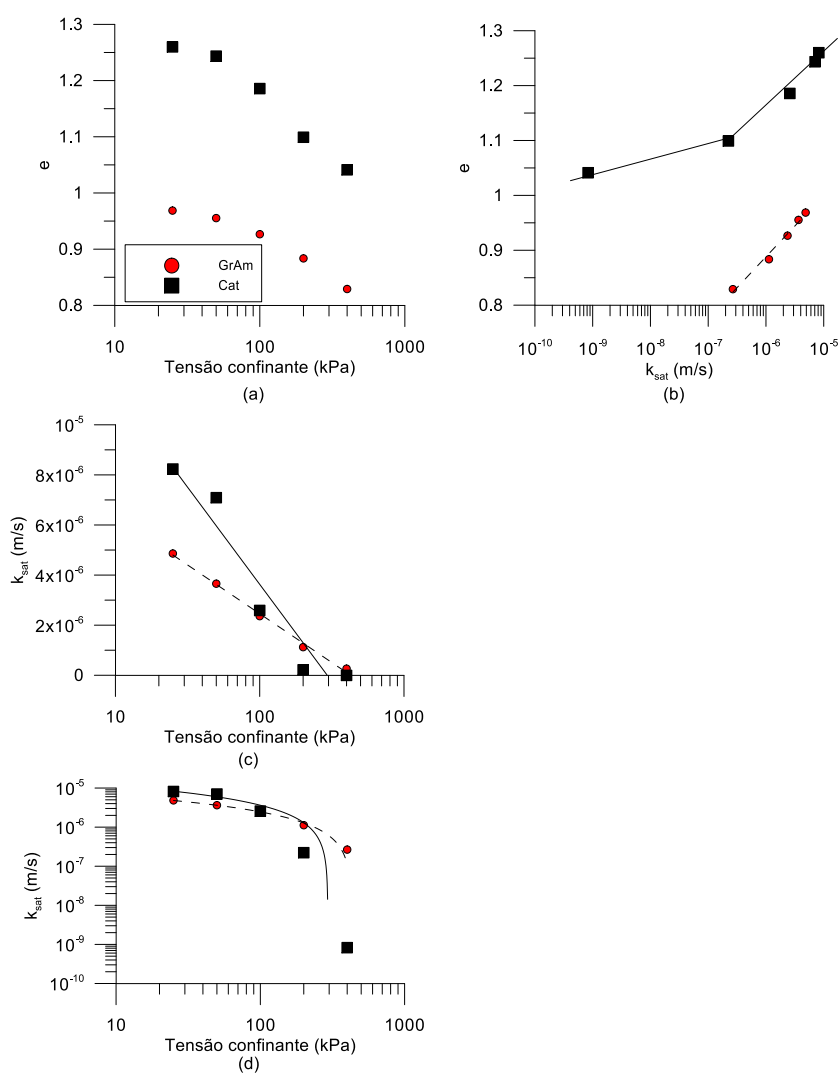 1.3
1.2
1.1
1
0.9
0.8
e
GrAm
Cat
10 100 1000
Tensão confinante (kPa)
(a)
1.3
1.2
1.1
1
0.9
0.8
e
10-10 10-9 10-8 10-7 10-6 10-5
ksat (m/s)
(b)
10-5
8x10-6
6x10-6
4x10-6
2x10-6
0
ksat (m/s)
10 100 1000
Tensão confinante (kPa)
(c)
10-5
10-6
10-7
10-8
10-9
10-10
ksat (m/s)
10 100 1000
Tensão confinante (kPa)
(d)